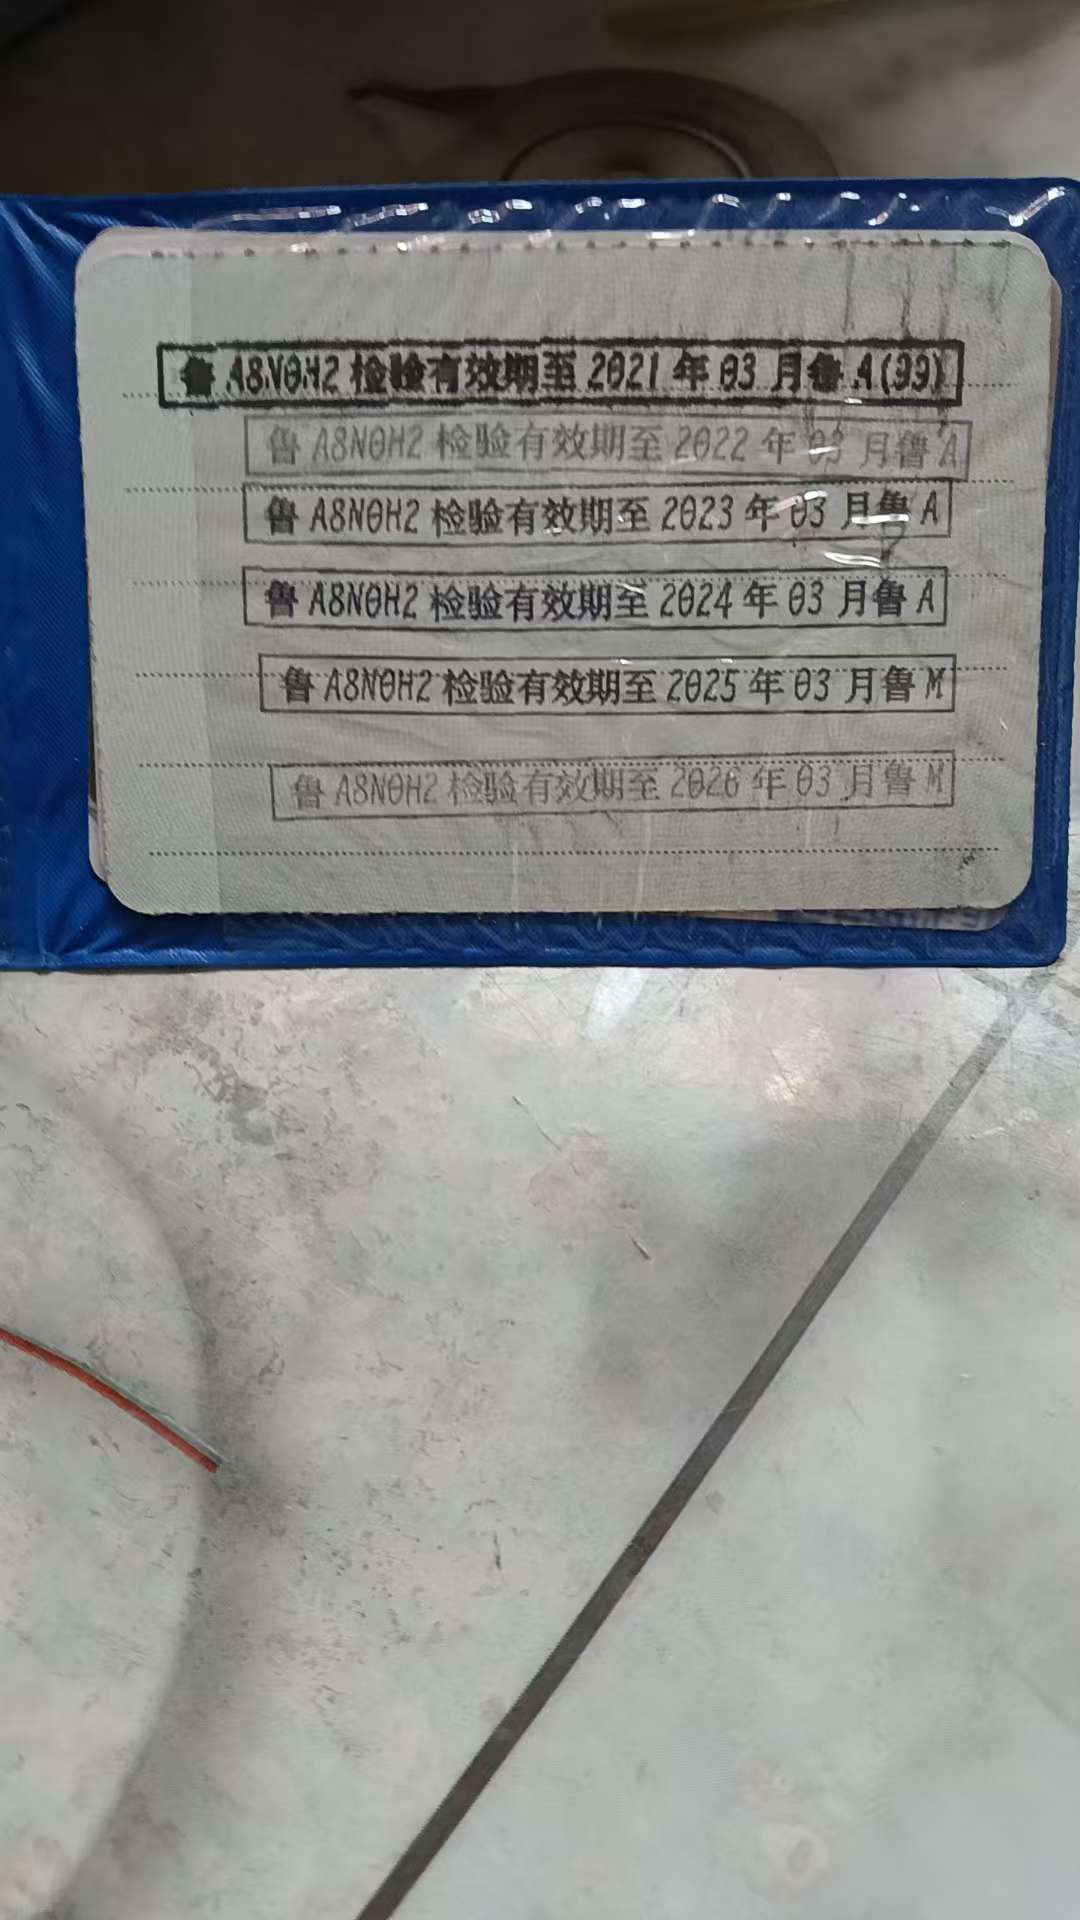 鲁 A8N0H2 检验有效期至 2021 年 03 月鲁 A(99)
鲁 A8N0H2 检验有效期至 2022 年 03 月鲁 A
鲁 A8N0H2 检验有效期至 2023 年 03 月鲁 A
鲁 A8N0H2 检验有效期至 2024 年 03 月鲁 A
鲁 A8N0H2 检验有效期至 2025 年 03 月鲁 M
鲁 A8N0H2 检验有效期至 2026 年 03 月鲁 M